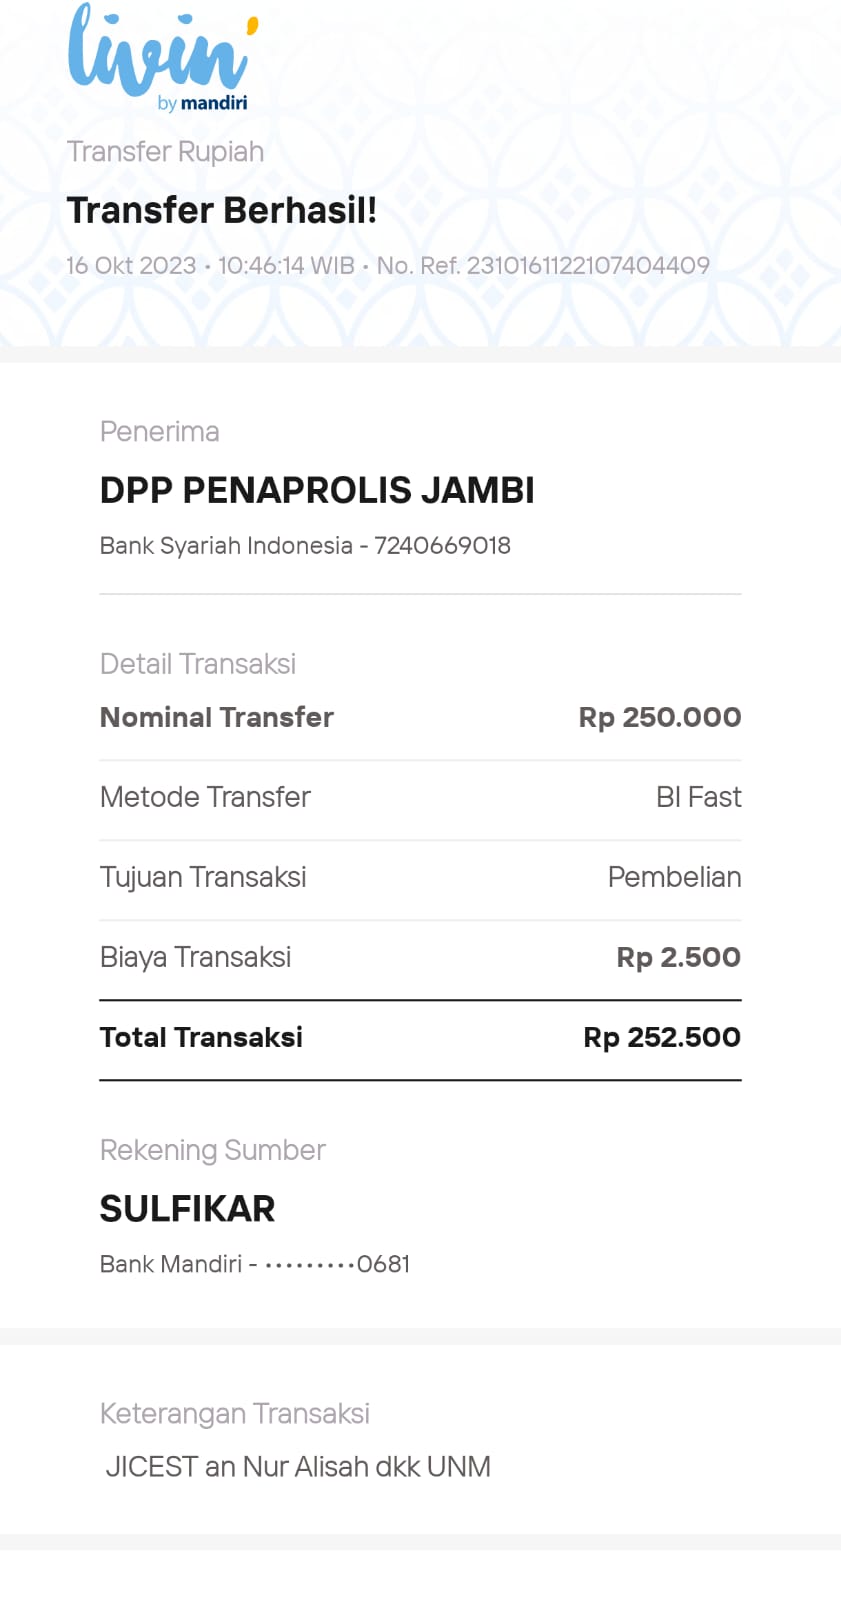 livin'
by mandiri
Transfer Rupiah
Transfer Berhasil!
16 Okt 2023 • 10:46:14 WIB • No. Ref. 2310161122107404409
Penerima
DPP PENAPROLIS JAMBI
Bank Syariah Indonesia - 7240669018
Detail Transaksi
Nominal Transfer Rp 250.000
Metode Transfer BI Fast
Tujuan Transaksi Pembelian
Biaya Transaksi Rp 2.500
Total Transaksi Rp 252.500
Rekening Sumber
SULFIKAR
Bank Mandiri - •••••••••0681
Keterangan Transaksi
JICEST an Nur Alisah dkk UNM